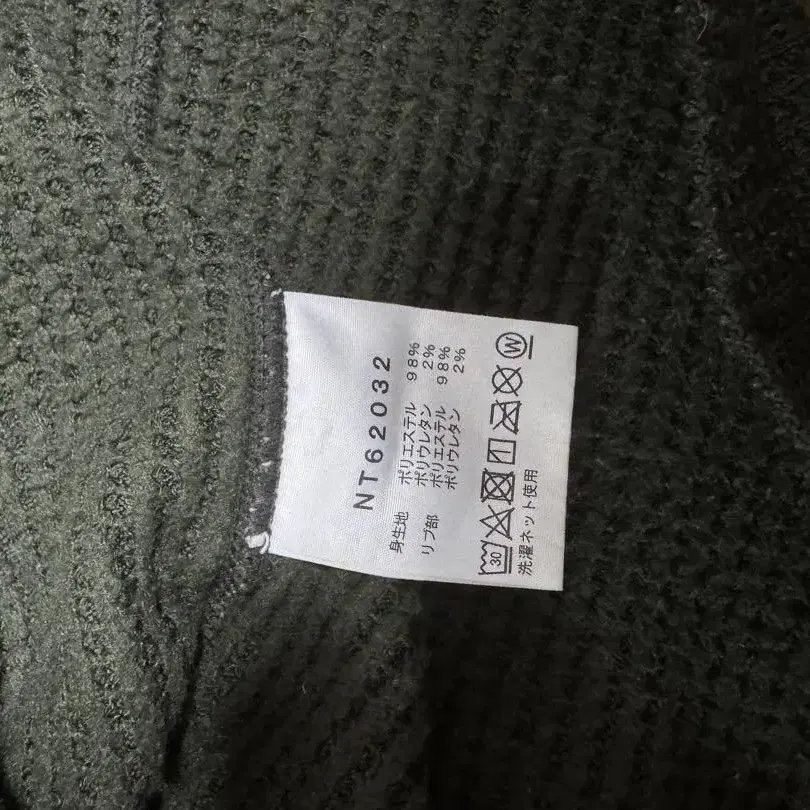 NT62032
身生地 ポリエステル 98%
ポリウレタン 2%
リブ部 ポリエステル 98%
ポリウレタン 2%
30 W
洗濯ネット使用